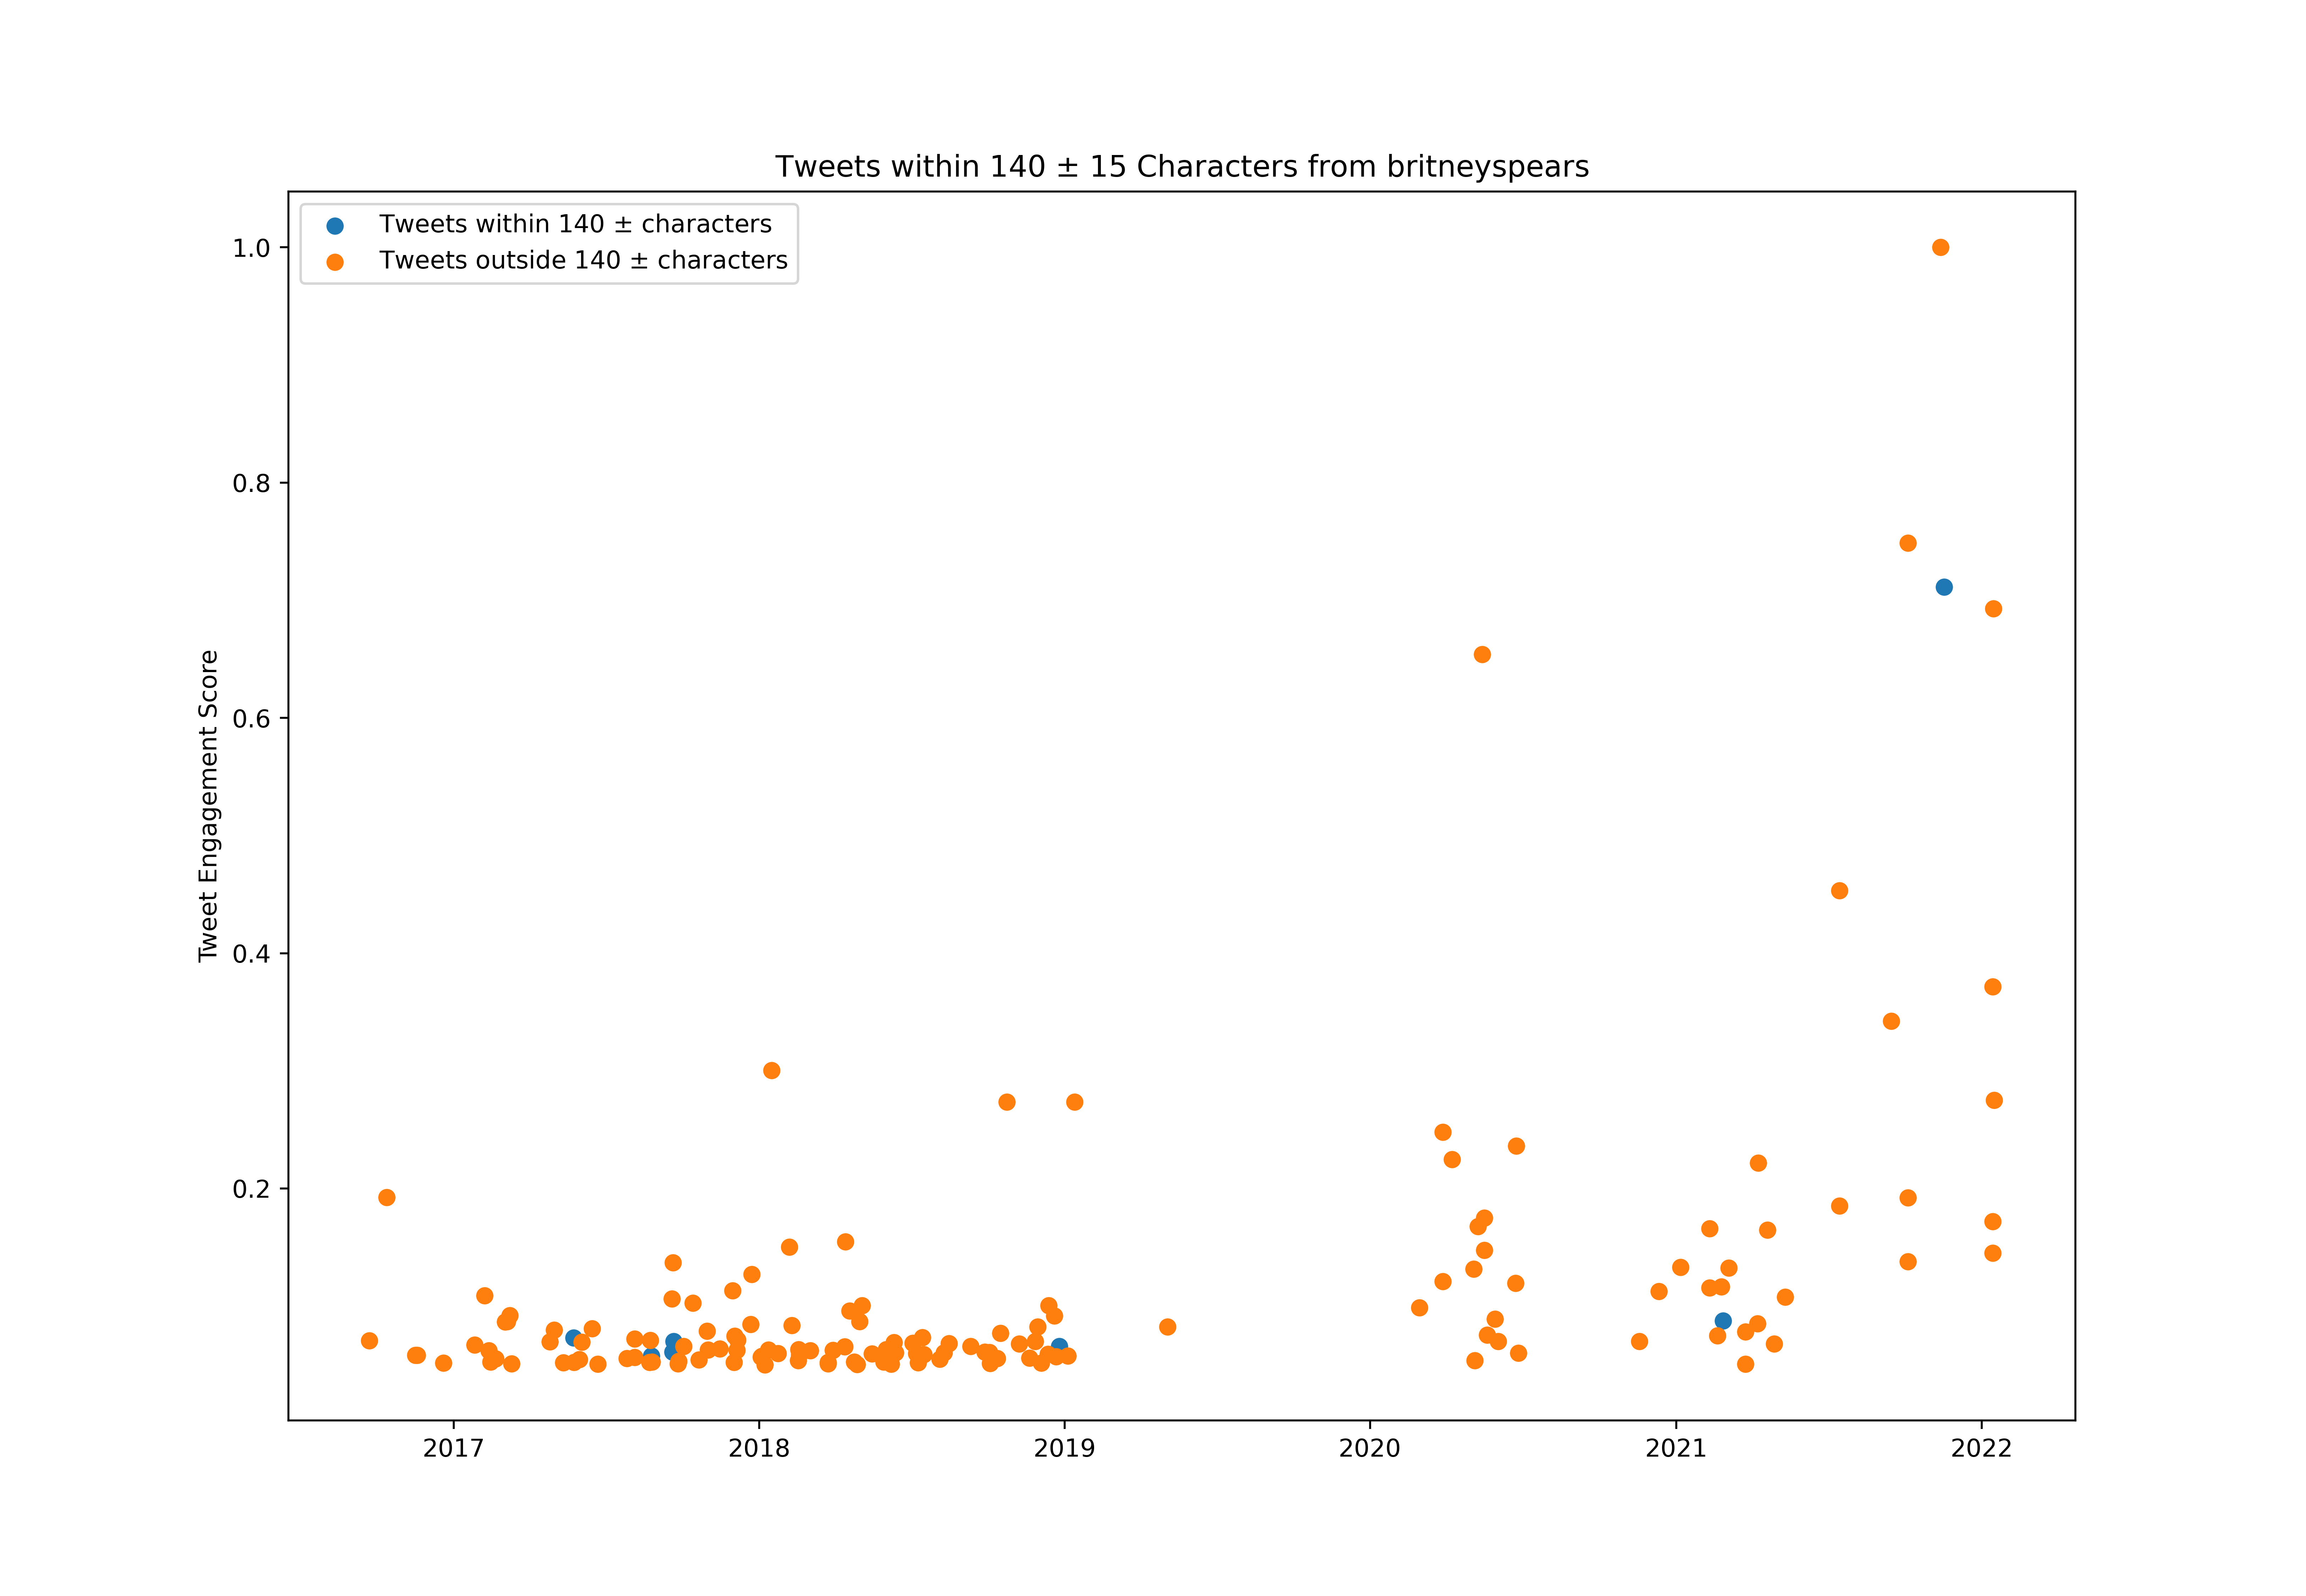 Tweets within 140 ± 15 Characters from britneyspears
Tweets within 140 ± characters
Tweets outside 140 ± characters
Tweet Engagement Score
1.0
0.8
0.6
0.4
0.2
2017 2018 2019 2020 2021 2022